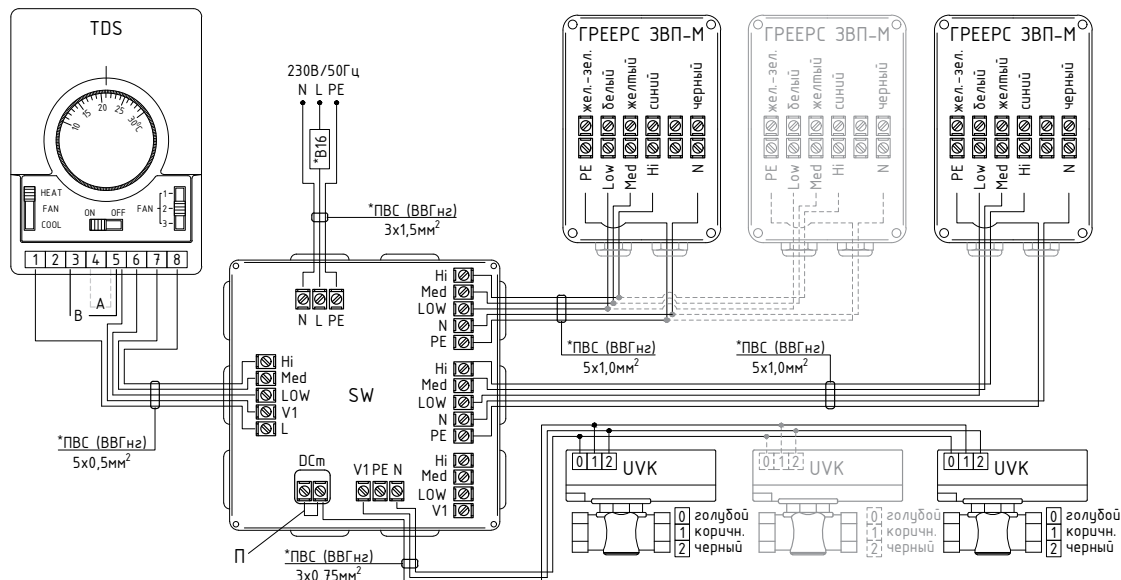 TDS
10 15 20 25 30°C
HEAT
FAN
COOL
ON OFF
FAN
1
2
3
1 2 3 4 5 6 7 8
A
B
*ПВС (ВВГнг)
5х0,5мм²
230В/50Гц
N L PE
*В16
*ПВС (ВВГнг)
3х1,5мм²
N L PE
SW
Hi
Med
LOW
V1
L
DCm
П
V1 PE N
*ПВС (ВВГнг)
3х0,75мм²
Hi
Med
LOW
N
PE
Hi
Med
LOW
N
PE
Hi
Med
LOW
V1
*ПВС (ВВГнг)
5х1,0мм²
*ПВС (ВВГнг)
5х1,0мм²
ГРЕЕРС ЗВП-М
жел.-зел.
белый
желтый
синий
черный
PE
Low
Med
Hi
N
ГРЕЕРС ЗВП-М
жел.-зел.
белый
желтый
синий
черный
PE
Low
Med
Hi
N
ГРЕЕРС ЗВП-М
жел.-зел.
белый
желтый
синий
черный
PE
Low
Med
Hi
N
0 1 2
UVK
0 голубой
1 коричн.
2 черный
0 1 2
UVK
0 голубой
1 коричн.
2 черный
0 1 2
UVK
0 голубой
1 коричн.
2 черный